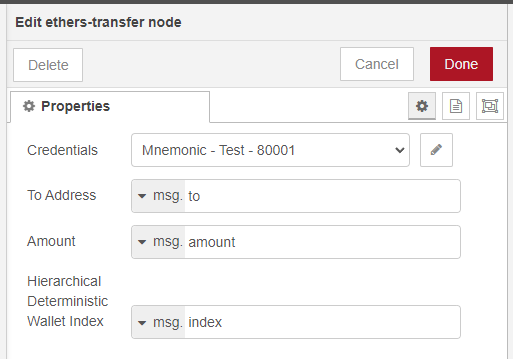 Edit ethers-transfer node
Delete
Cancel
Done
Properties
Credentials
Mnemonic - Test - 80001
To Address
msg. to
Amount
msg. amount
Hierarchical
Deterministic
Wallet Index
msg. index